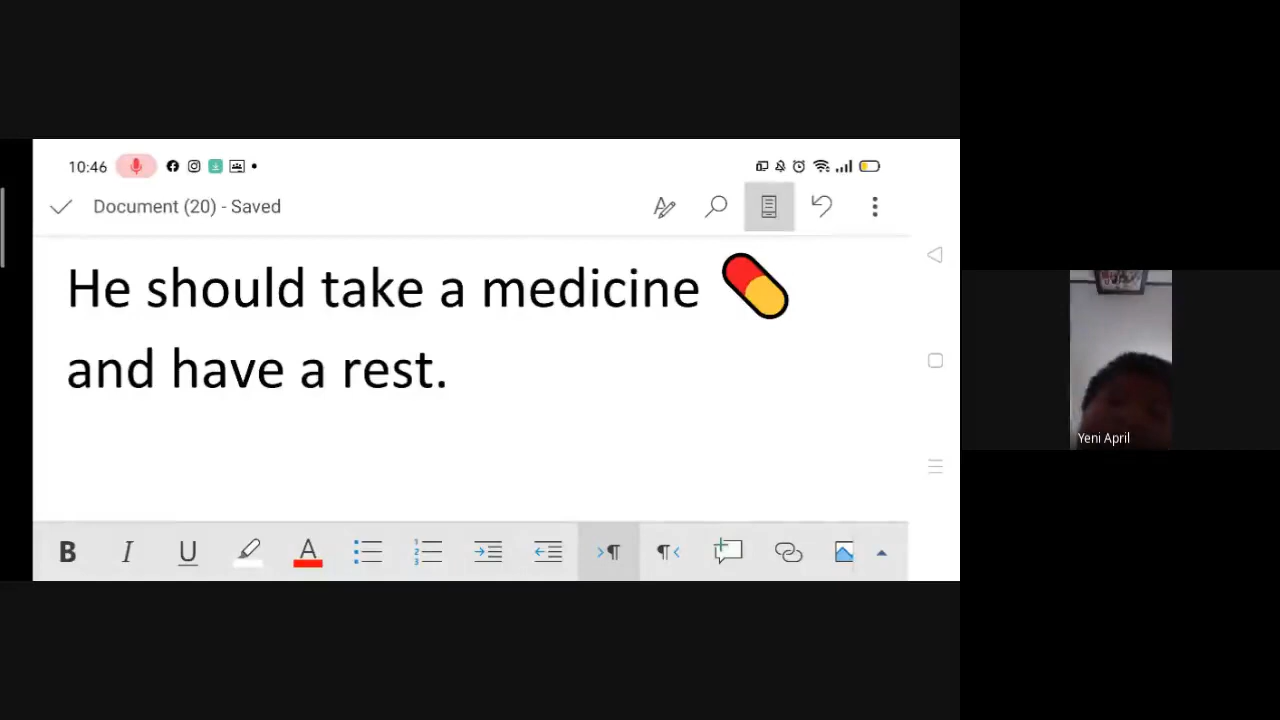 10:46
Document (20) - Saved
He should take a medicine
and have a rest.
B I U A
Yeni April